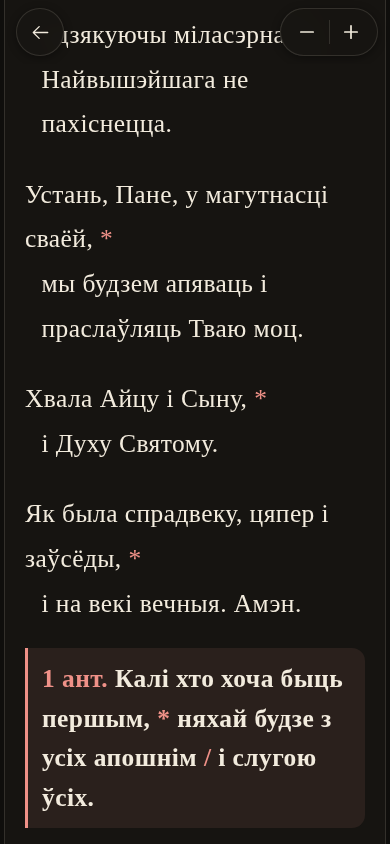 дзякуючы міласэрна
Найвышэйшага не
пахіснецца.
Устань, Пане, у магутнасці
сваёй, *
мы будзем апяваць і
праслаўляць Тваю моц.
Хвала Айцу і Сыну, *
і Духу Святому.
Як была спрадвеку, цяпер і
заўсёды, *
і на векі вечныя. Амэн.
1 ант. Калі хто хоча быць
першым, * няхай будзе з
усіх апошнім / і слугою
ўсіх.